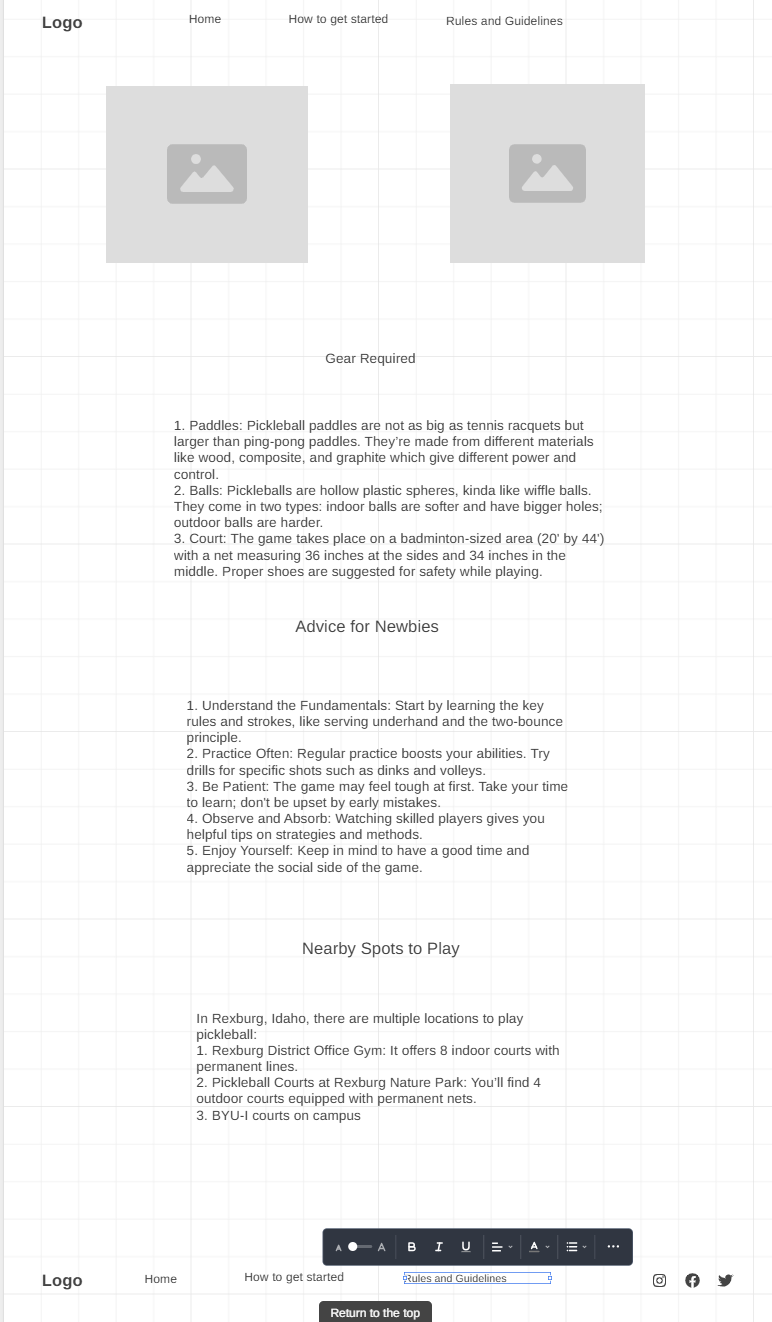 Logo
Home
How to get started
Rules and Guidelines
Gear Required
1. Paddles: Pickleball paddles are not as big as tennis racquets but
larger than ping-pong paddles. They’re made from different materials
like wood, composite, and graphite which give different power and
control.
2. Balls: Pickleballs are hollow plastic spheres, kinda like wiffle balls.
They come in two types: indoor balls are softer and have bigger holes;
outdoor balls are harder.
3. Court: The game takes place on a badminton-sized area (20' by 44')
with a net measuring 36 inches at the sides and 34 inches in the
middle. Proper shoes are suggested for safety while playing.
Advice for Newbies
1. Understand the Fundamentals: Start by learning the key
rules and strokes, like serving underhand and the two-bounce
principle.
2. Practice Often: Regular practice boosts your abilities. Try
drills for specific shots such as dinks and volleys.
3. Be Patient: The game may feel tough at first. Take your time
to learn; don't be upset by early mistakes.
4. Observe and Absorb: Watching skilled players gives you
helpful tips on strategies and methods.
5. Enjoy Yourself: Keep in mind to have a good time and
appreciate the social side of the game.
Nearby Spots to Play
In Rexburg, Idaho, there are multiple locations to play
pickleball:
1. Rexburg District Office Gym: It offers 8 indoor courts with
permanent lines.
2. Pickleball Courts at Rexburg Nature Park: You’ll find 4
outdoor courts equipped with permanent nets.
3. BYU-I courts on campus
A A B I U A
Logo
Home
How to get started
Rules and Guidelines
Return to the top